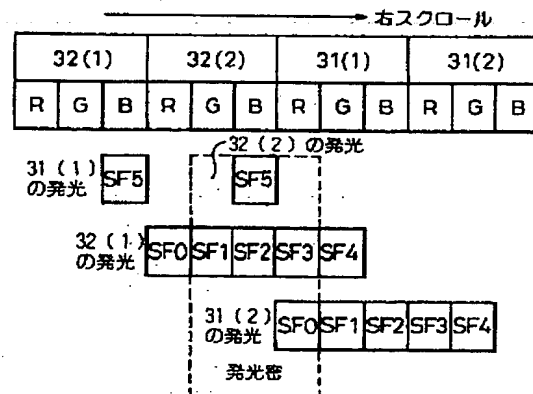 右スクロール
32(1) 32(2) 31(1) 31(2)
R G B R G B R G B R G B
32(2)の発光
31(1)
の発光
SF5 SF5
32(1)
の発光
SF0 SF1 SF2 SF3 SF4
31(2)
の発光
SF0 SF1 SF2 SF3 SF4
発光密